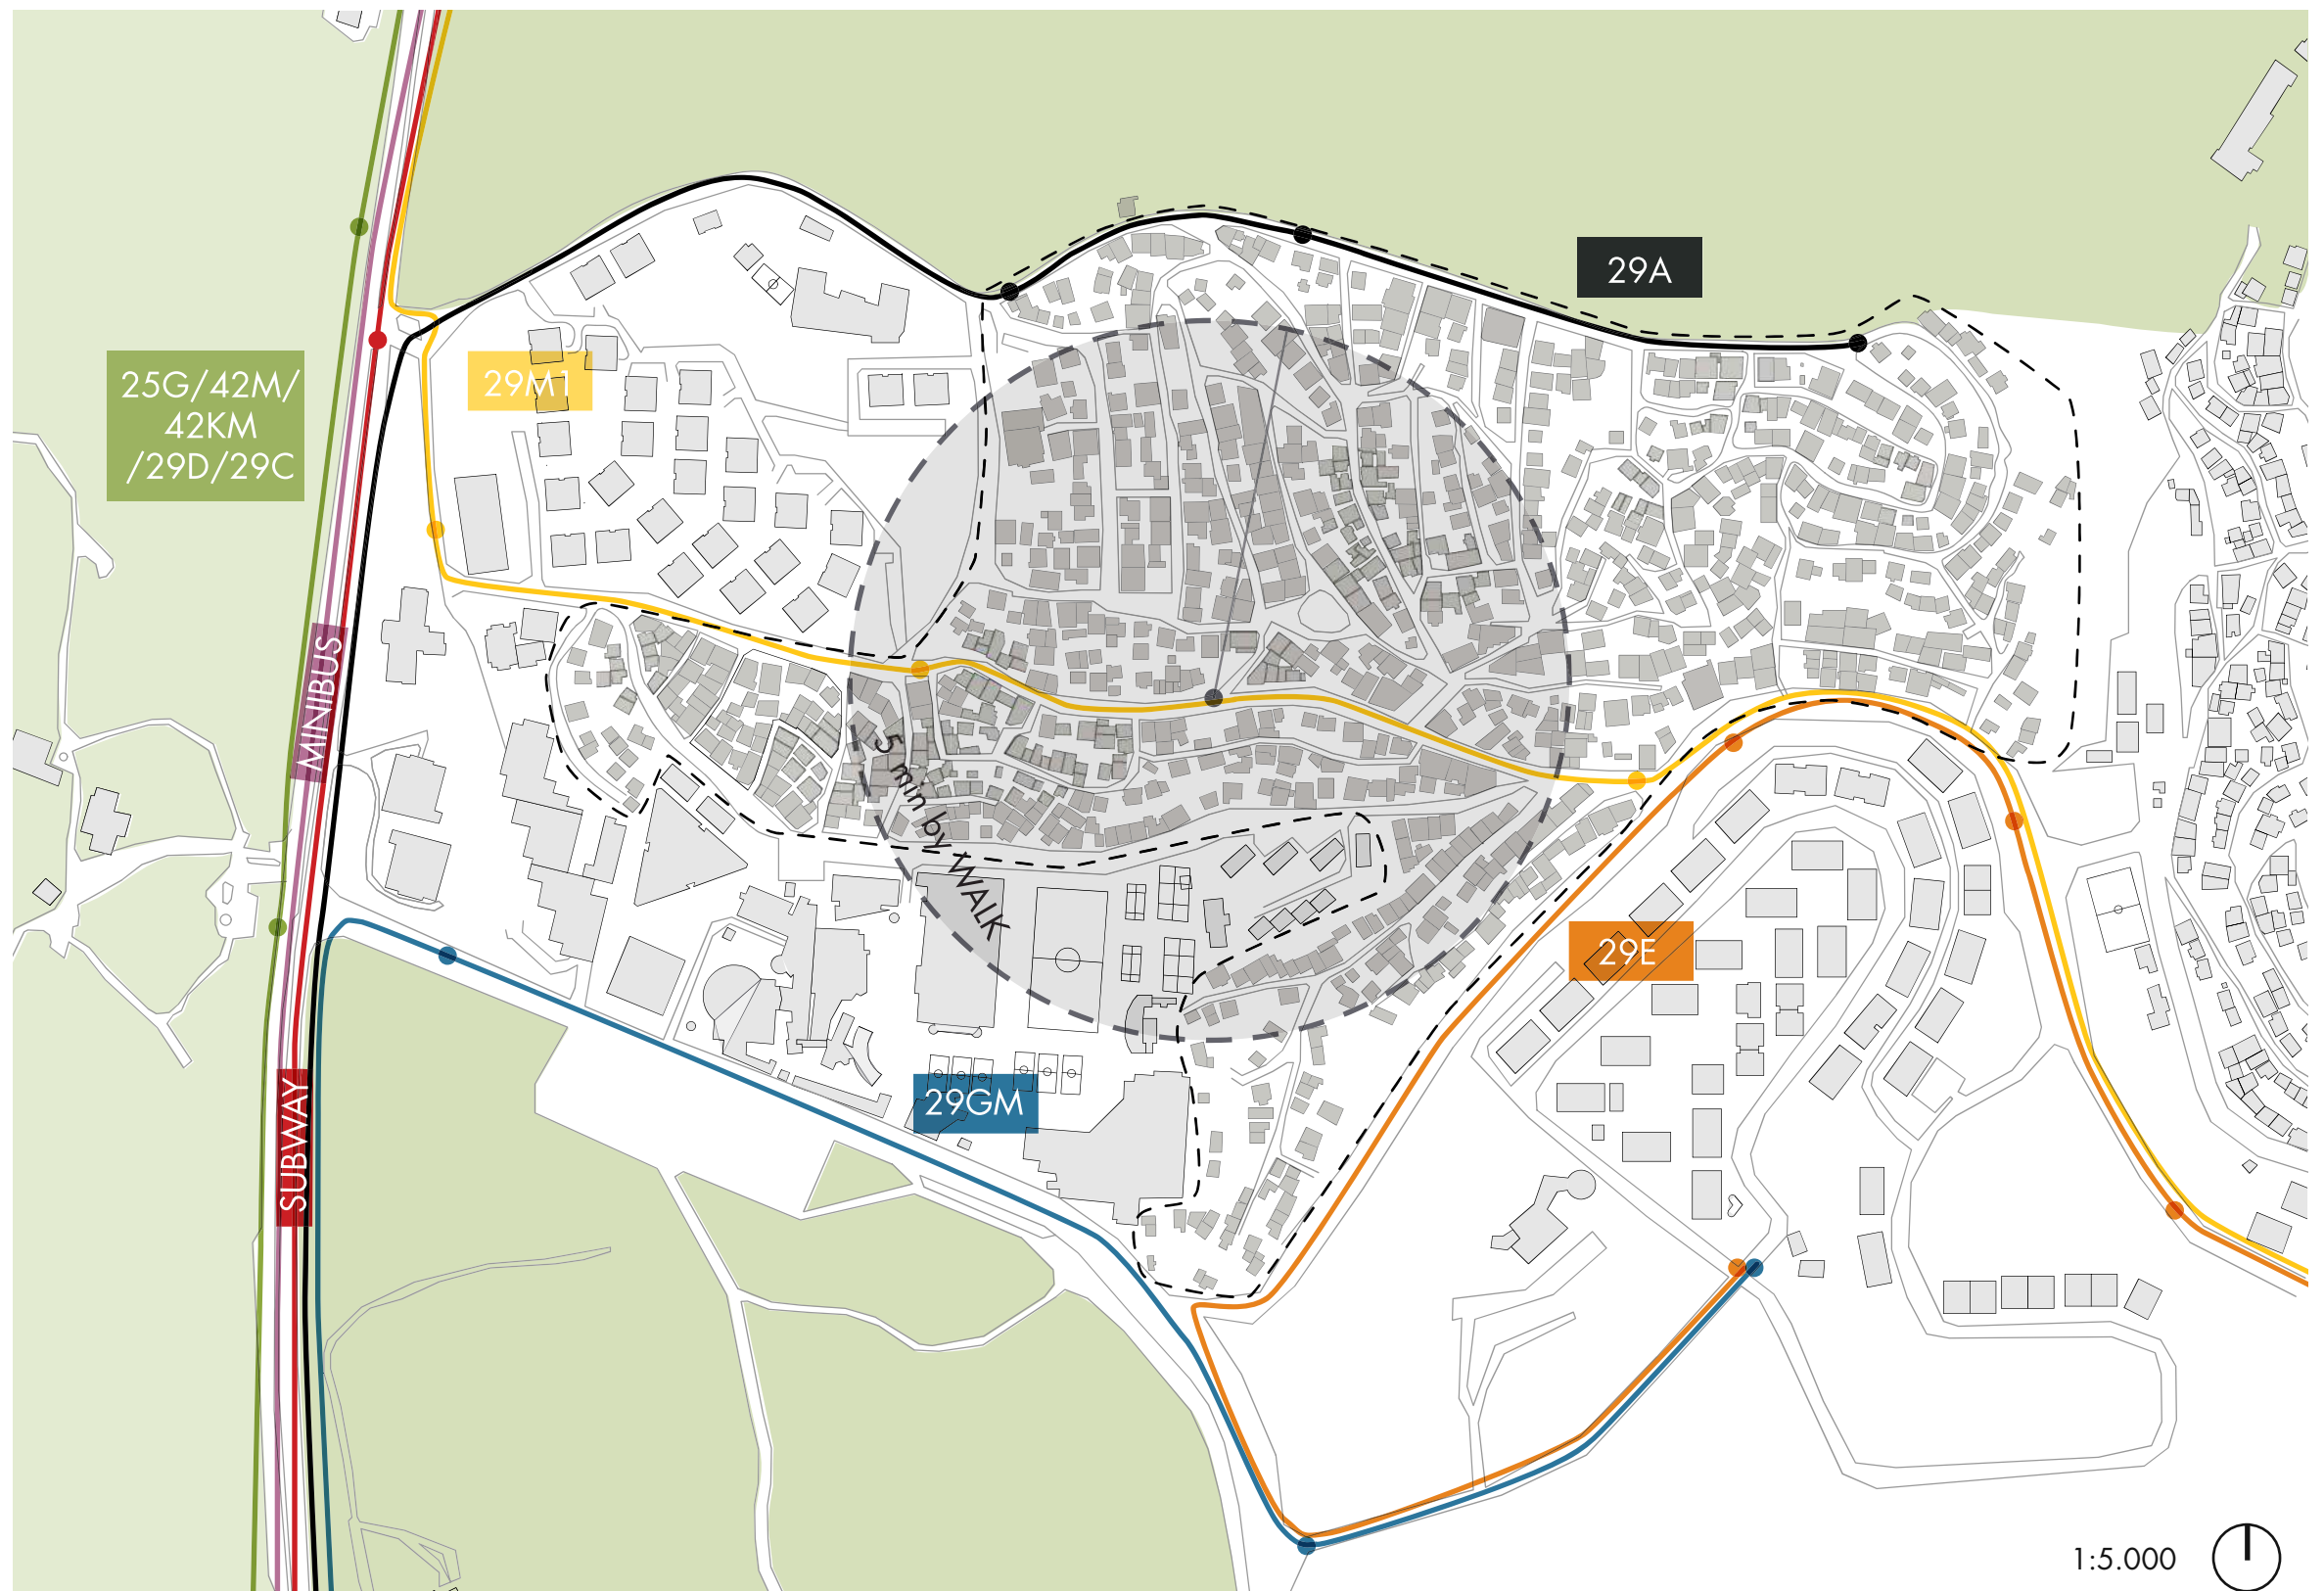 29A
25G/42M/
42KM
/29D/29C
29M1
MINIBUS
5 min by WALK
29E
SUBWAY
29GM
1:5.000